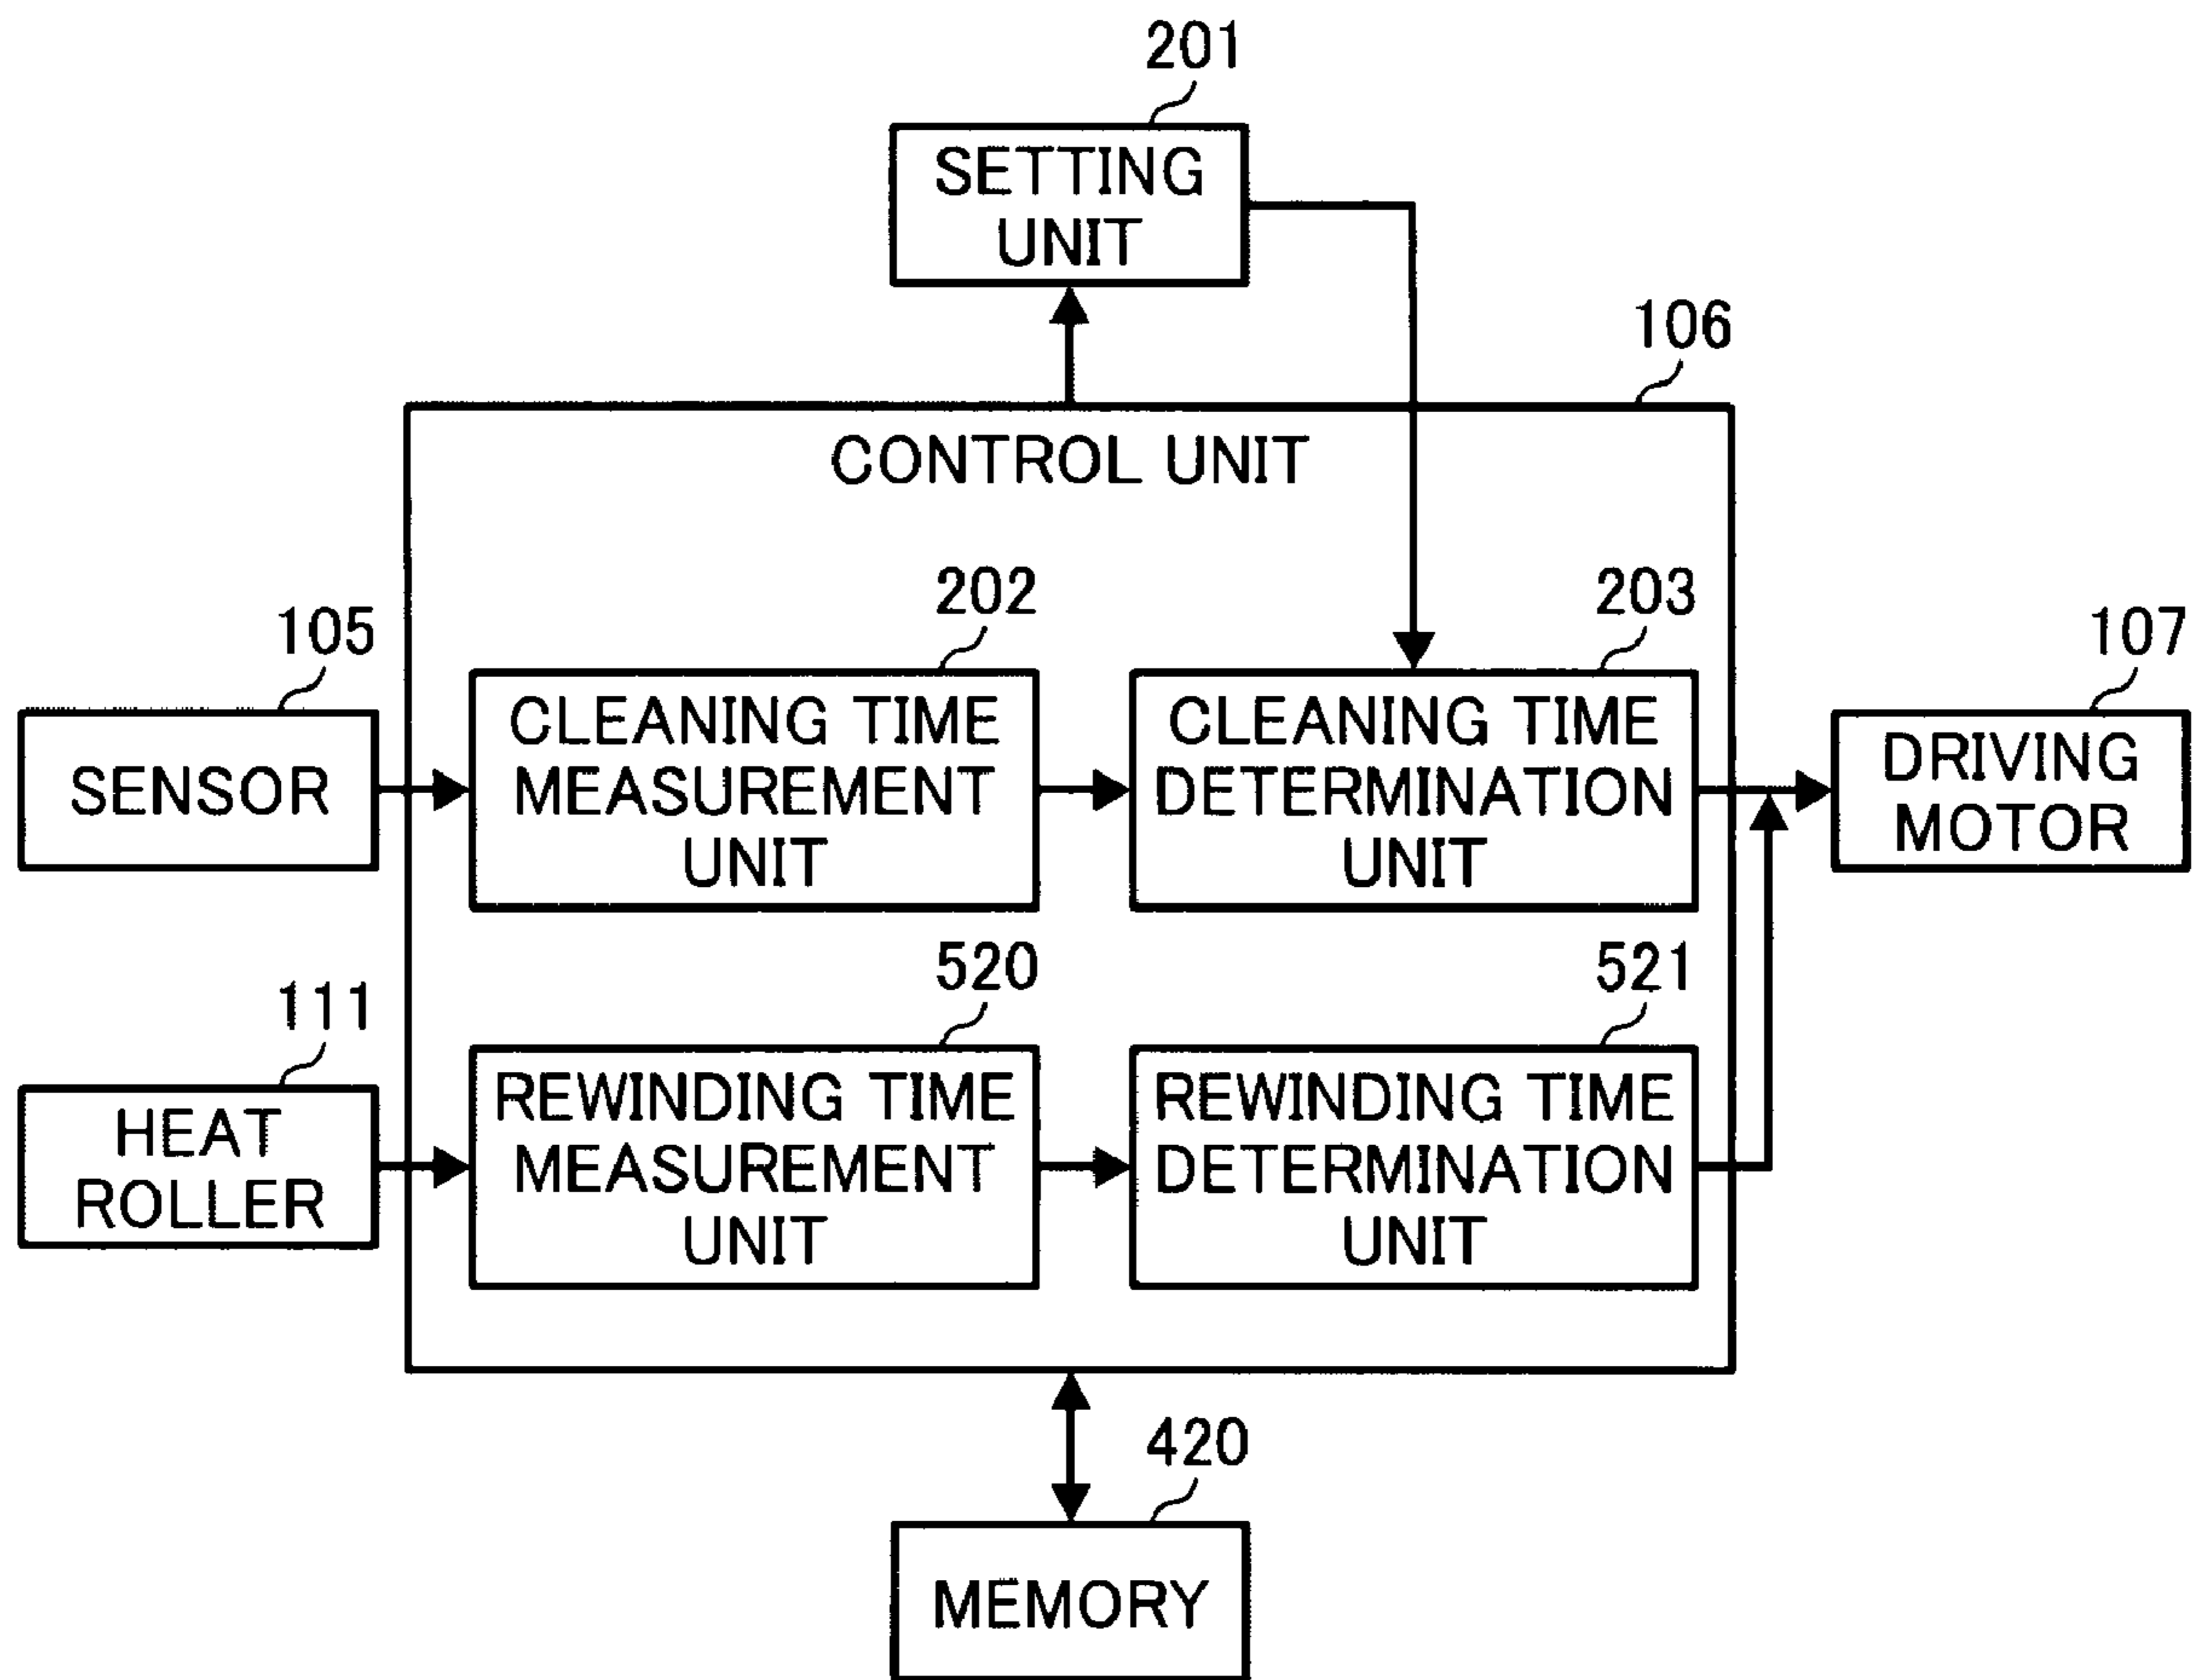 201
SETTING
UNIT
106
CONTROL UNIT
202
203
105
107
CLEANING TIME
MEASUREMENT
UNIT
CLEANING TIME
DETERMINATION
UNIT
SENSOR
DRIVING
MOTOR
520
521
111
REWINDING TIME
MEASUREMENT
UNIT
REWINDING TIME
DETERMINATION
UNIT
HEAT
ROLLER
420
MEMORY